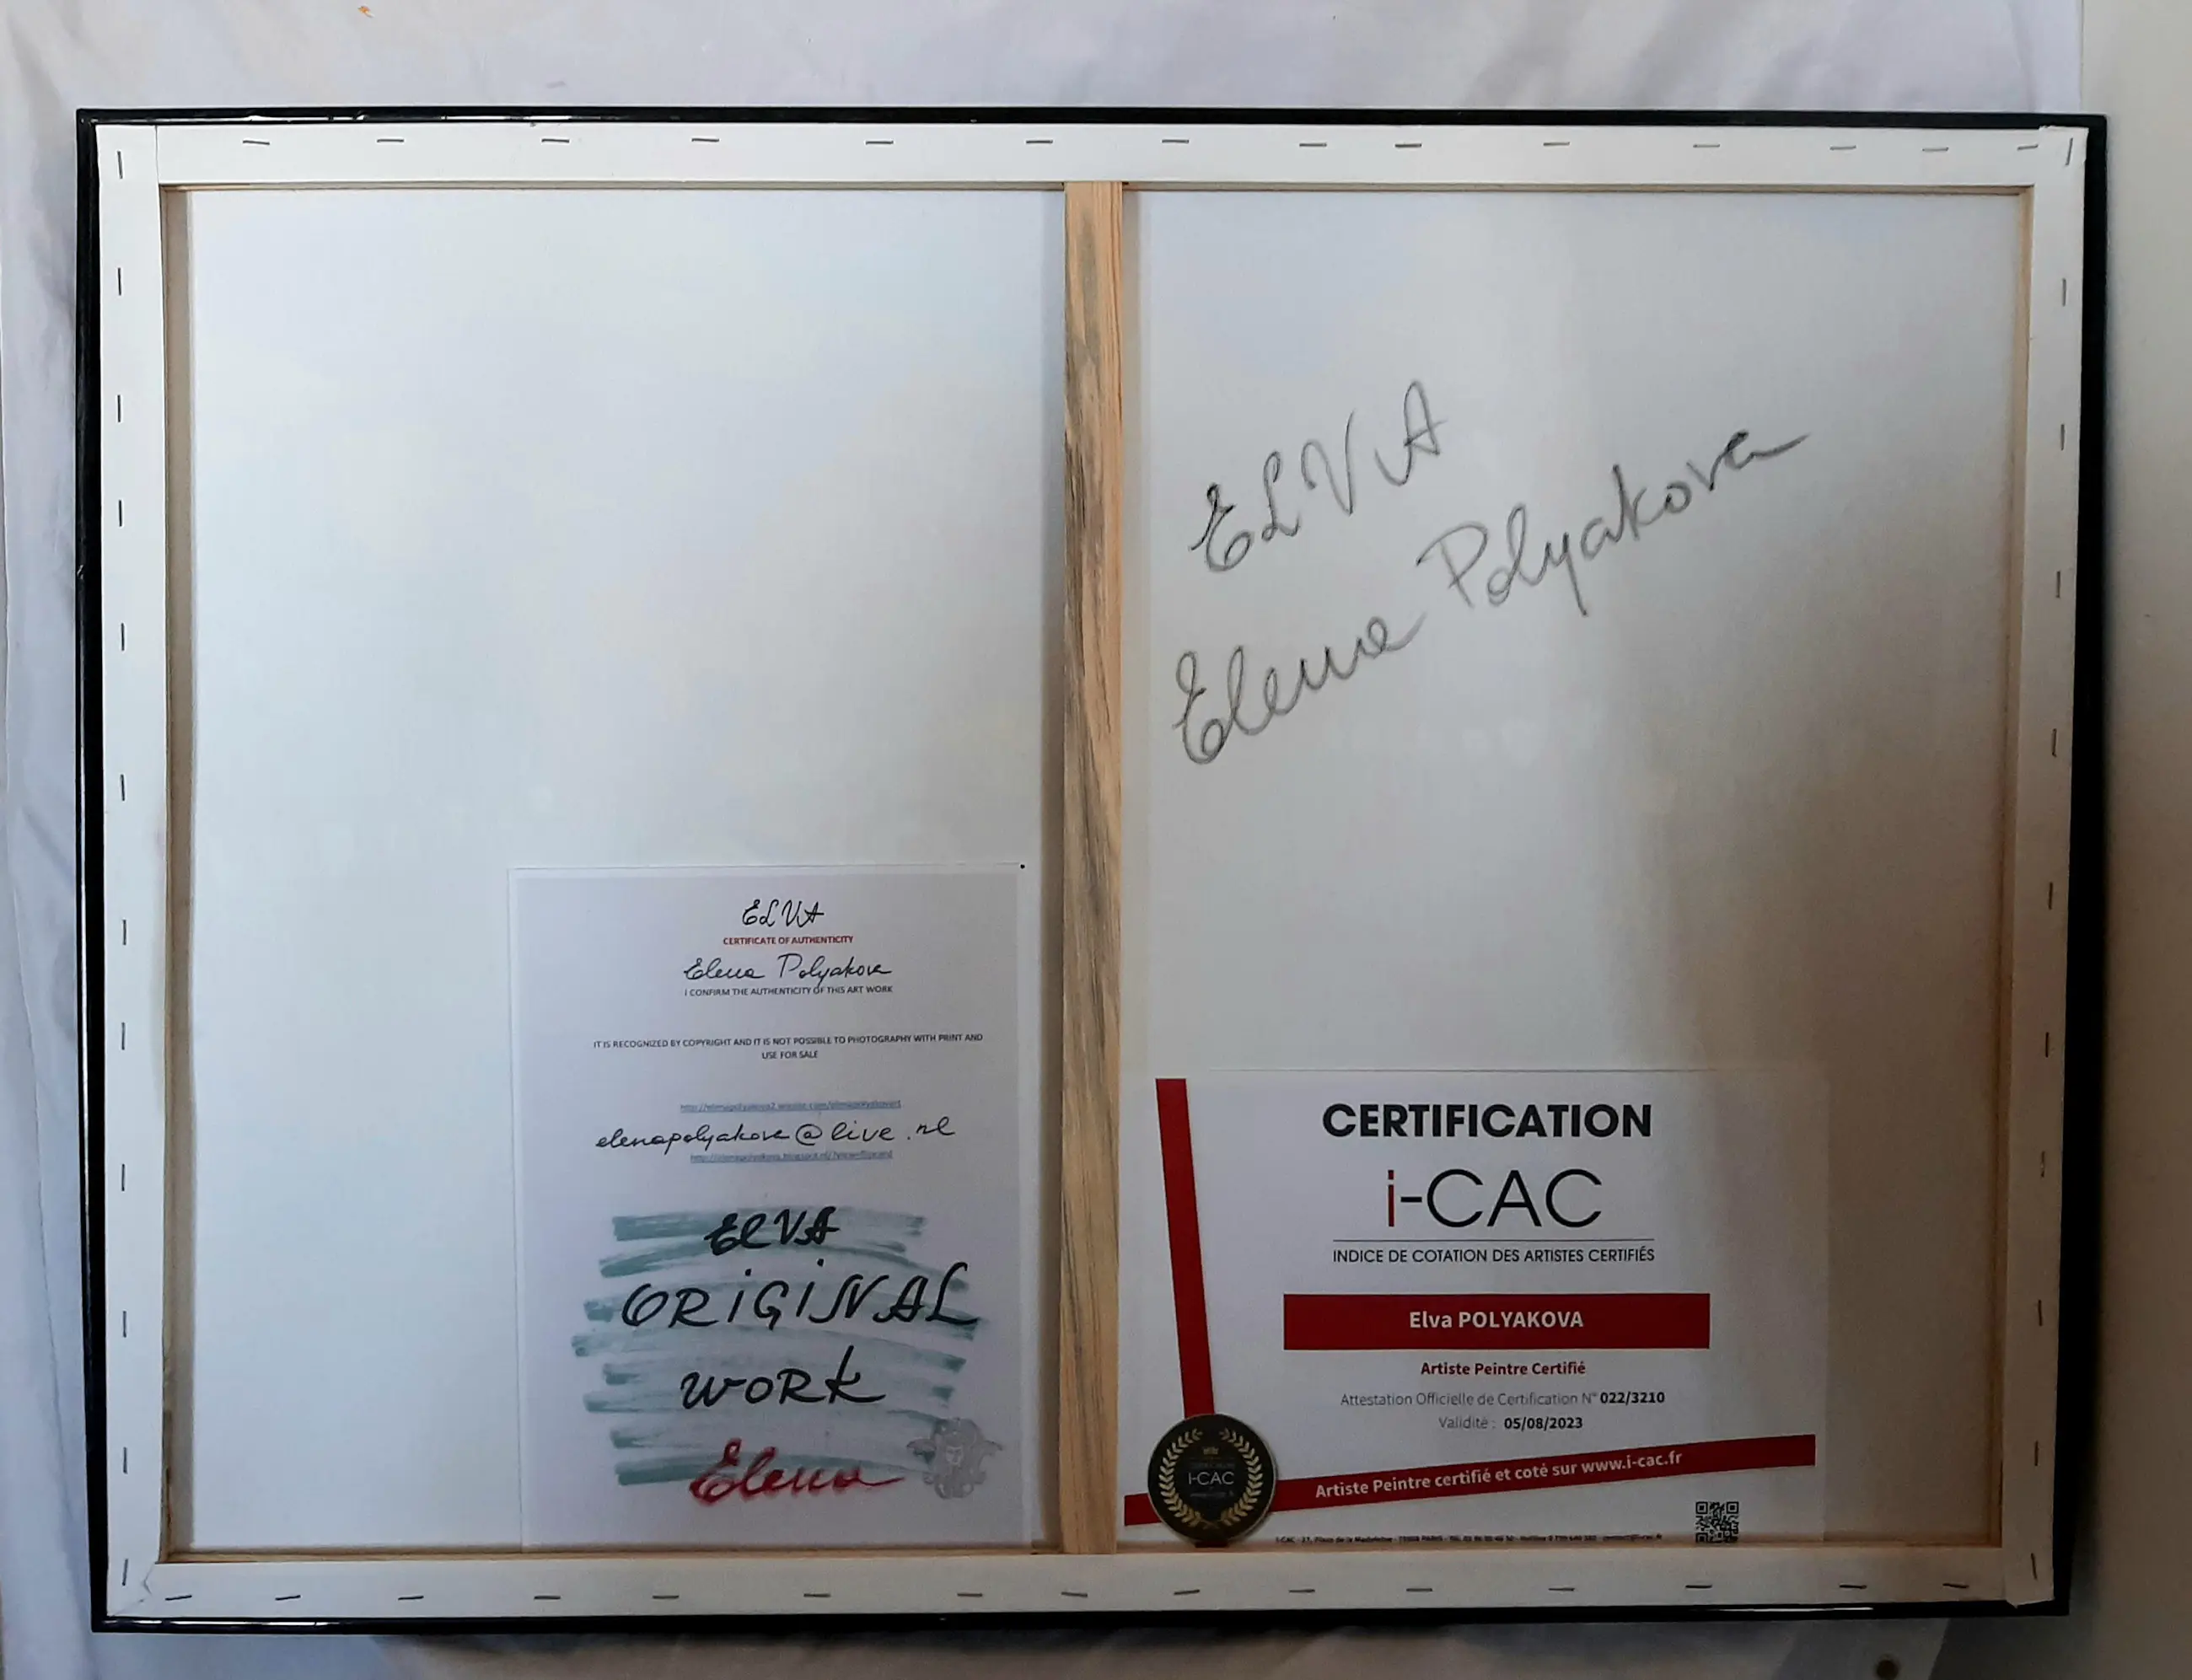 ELVA
Elena Polyakova
ELVA
CERTIFICATE OF AUTHENTICITY
Elena Polyakova
I CONFIRM THE AUTHENTICITY OF THIS ART WORK
IT IS RECOGNIZED BY COPYRIGHT AND IT IS NOT POSSIBLE TO PHOTOGRAPHY WITH PRINT AND
USE FOR SALE
elenapolyakova@live.nl
ELVA
ORiGiNAL
WORK
Elena
CERTIFICATION
i-CAC
INDICE DE COTATION DES ARTISTES CERTIFIÉS
Elva POLYAKOVA
Artiste Peintre Certifié
Attestation Officielle de Certification N° 022/3210
Validité : 05/08/2023
Artiste Peintre certifié et coté sur www.i-cac.fr
I-CAC